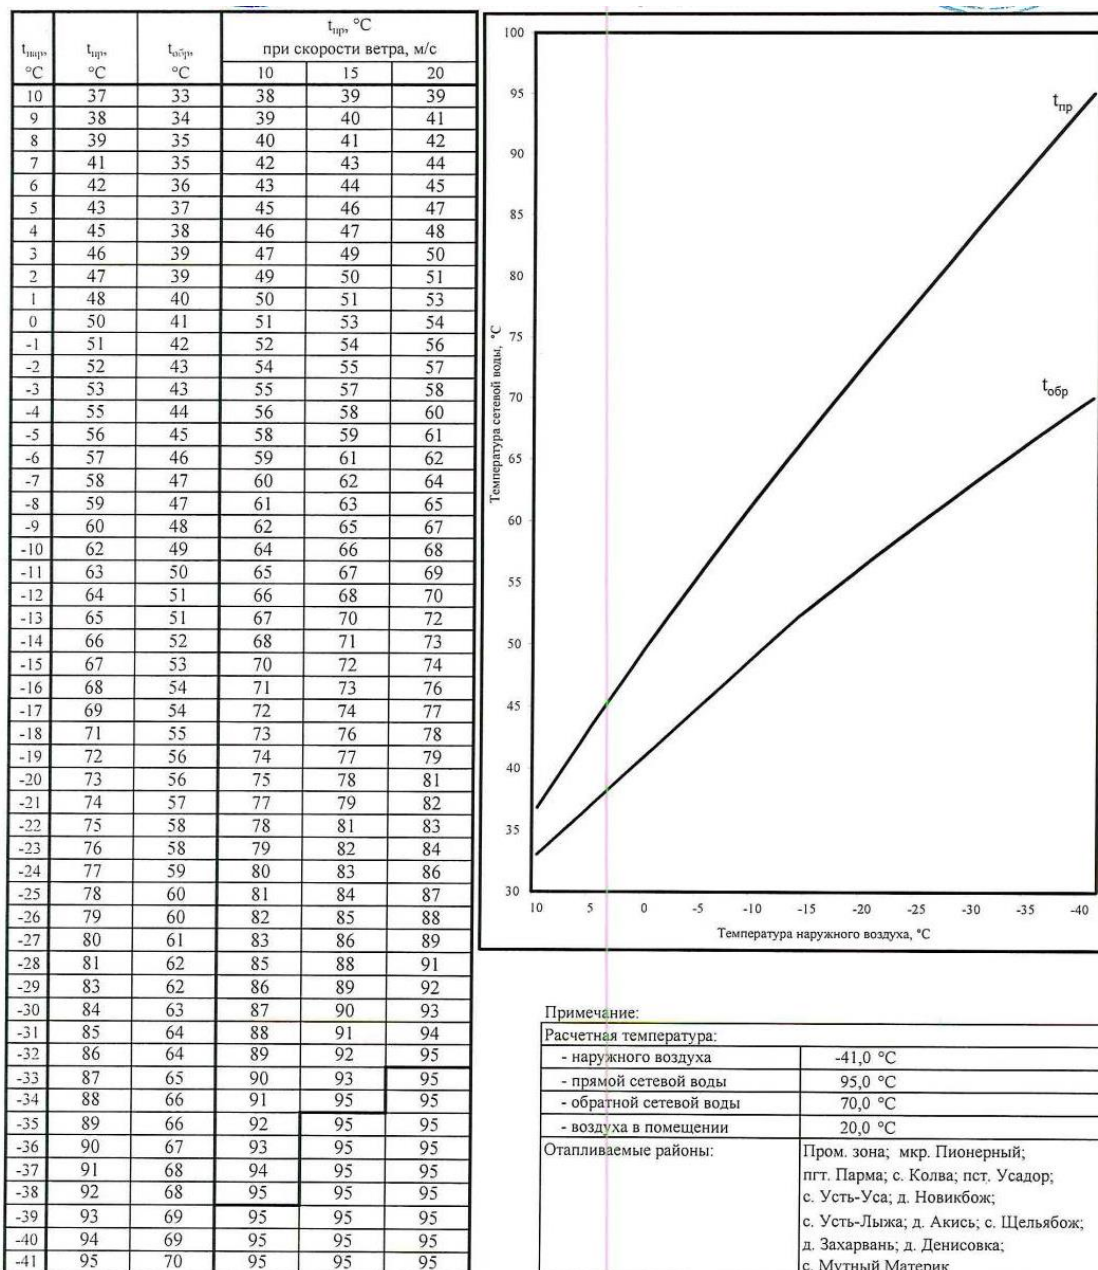 tнар, °C tпр, °C tобр, °C tпр, °C при скорости ветра, м/с
10 15 20
10 37 33 38 39 39
9 38 34 39 40 41
8 39 35 40 41 42
7 41 35 42 43 44
6 42 36 43 44 45
5 43 37 45 46 47
4 45 38 46 47 48
3 46 39 47 49 50
2 47 39 49 50 51
1 48 40 50 51 53
0 50 41 51 53 54
-1 51 42 52 54 56
-2 52 43 54 55 57
-3 53 43 55 57 58
-4 55 44 56 58 60
-5 56 45 58 59 61
-6 57 46 59 61 62
-7 58 47 60 62 64
-8 59 47 61 63 65
-9 60 48 62 65 67
-10 62 49 64 66 68
-11 63 50 65 67 69
-12 64 51 66 68 70
-13 65 51 67 70 72
-14 66 52 68 71 73
-15 67 53 70 72 74
-16 68 54 71 73 76
-17 69 54 72 74 77
-18 71 55 73 76 78
-19 72 56 74 77 79
-20 73 56 75 78 81
-21 74 57 77 79 82
-22 75 58 78 81 83
-23 76 58 79 82 84
-24 77 59 80 83 86
-25 78 60 81 84 87
-26 79 60 82 85 88
-27 80 61 83 86 89
-28 81 62 85 88 91
-29 83 62 86 89 92
-30 84 63 87 90 93
-31 85 64 88 91 94
-32 86 64 89 92 95
-33 87 65 90 93 95
-34 88 66 91 95 95
-35 89 66 92 95 95
-36 90 67 93 95 95
-37 91 68 94 95 95
-38 92 68 95 95 95
-39 93 69 95 95 95
-40 94 69 95 95 95
-41 95 70 95 95 95
Температура сетевой воды, °C
100
95
90
85
80
75
70
65
60
55
50
45
40
35
30
tпр
tобр
10 5 0 -5 -10 -15 -20 -25 -30 -35 -40
Температура наружного воздуха, °C
Примечание:
Расчетная температура:
- наружного воздуха -41,0 °C
- прямой сетевой воды 95,0 °C
- обратной сетевой воды 70,0 °C
- воздуха в помещении 20,0 °C
Отапливаемые районы: Пром. зона; мкр. Пионерный;
пгт. Парма; с. Колва; пст. Усадор;
с. Усть-Уса; д. Новикбож;
с. Усть-Лыжа; д. Акись; с. Щельябож;
д. Захарвань; д. Денисовка;
с. Мутный Материк